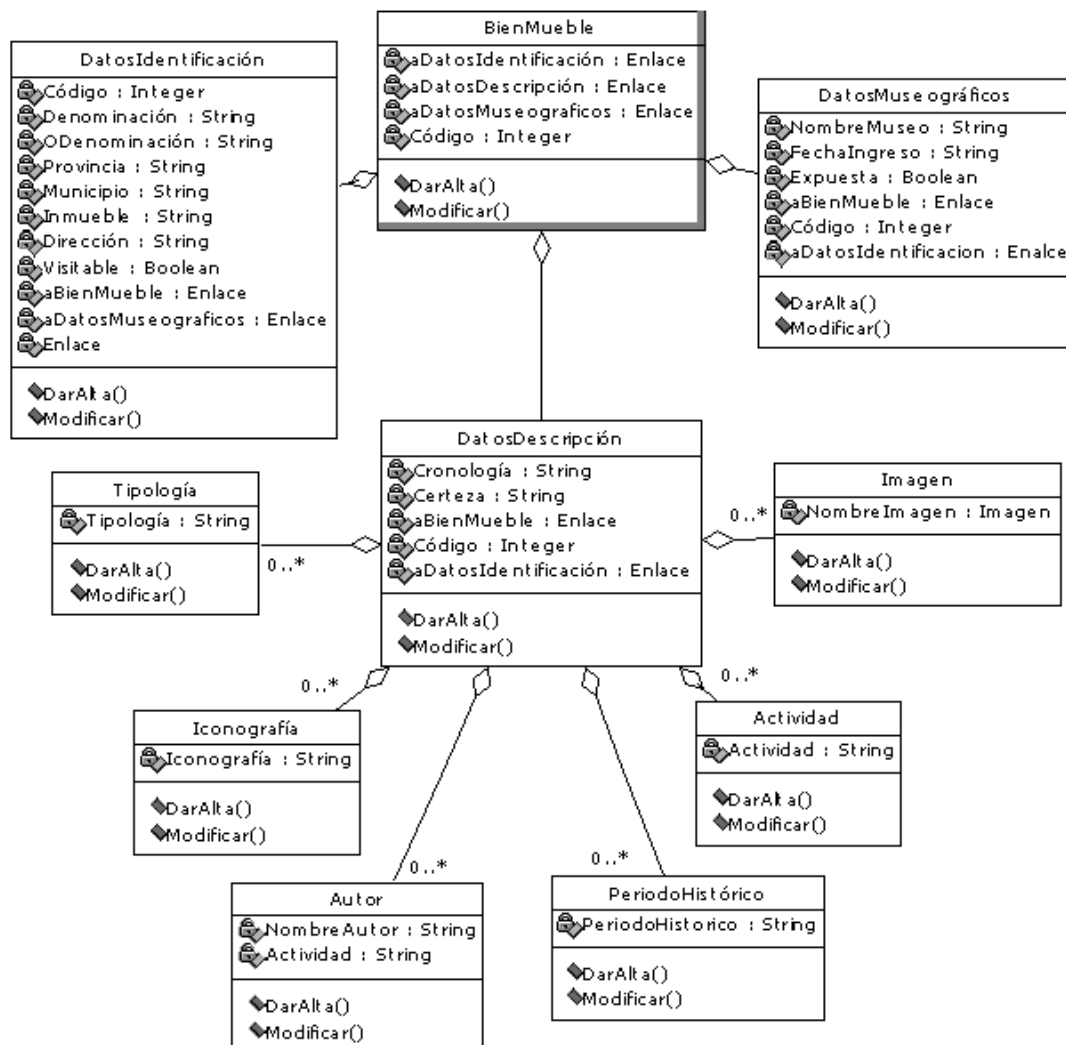 BienMueble
aDatosIdentificación : Enlace
aDatosDescripción : Enlace
aDatosMuseograficos : Enlace
Código : Integer
DarAlta()
Modificar()
DatosIdentificación
Código : Integer
Denominación : String
ODenominación : String
Provincia : String
Municipio : String
Inmueble : String
Dirección : String
Visitable : Boolean
aBienMueble : Enlace
aDatosMuseograficos : Enlace
Enlace
DarAlta()
Modificar()
DatosMuseográficos
NombreMuseo : String
FechaIngreso : String
Expuesta : Boolean
aBienMueble : Enlace
Código : Integer
aDatosIdentificacion : Enalce
DarAlta()
Modificar()
DatosDescripción
Cronología : String
Certeza : String
aBienMueble : Enlace
Código : Integer
aDatosIdentificación : Enlace
DarAlta()
Modificar()
Tipología
Tipología : String
DarAlta()
Modificar()
0..*
Imagen
NombreImagen : Imagen
DarAlta()
Modificar()
0..*
Iconografía
Iconografía : String
DarAlta()
Modificar()
0..*
Actividad
Actividad : String
DarAlta()
Modificar()
0..*
Autor
NombreAutor : String
Actividad : String
DarAlta()
Modificar()
0..*
PeriodoHistórico
PeriodoHistorico : String
DarAlta()
Modificar()
0..*